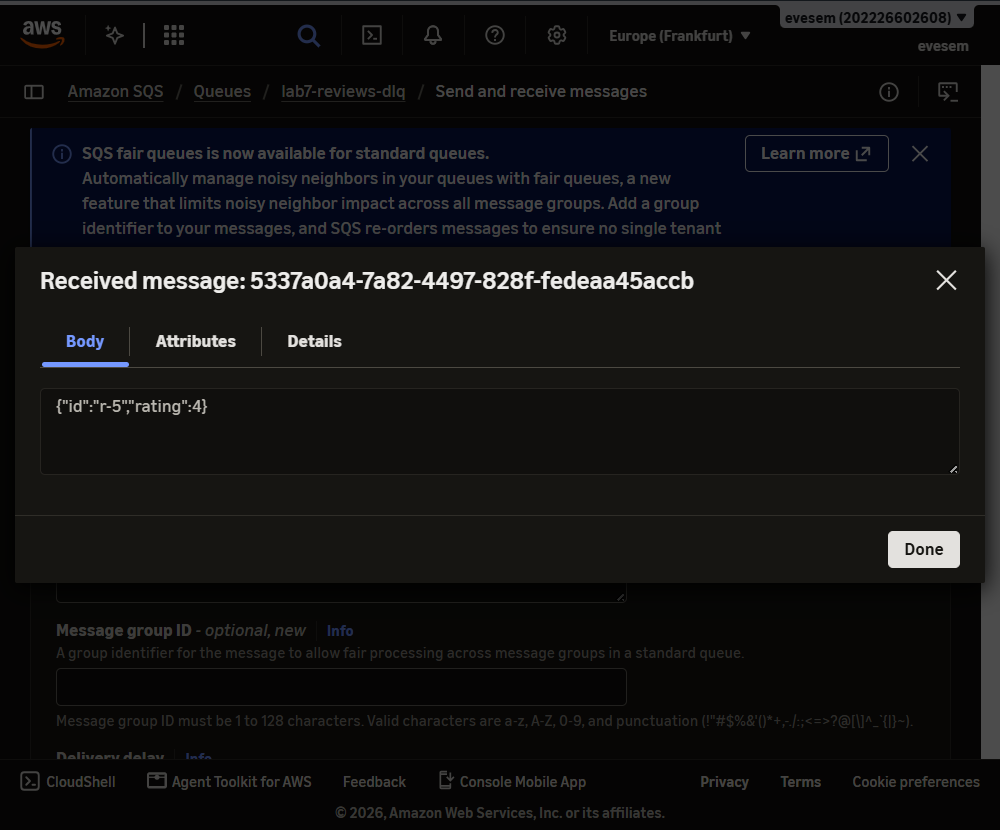 aws
Europe (Frankfurt) ▼
evesem (202226602608) ▼
evesem
Amazon SQS / Queues / lab7-reviews-dlq / Send and receive messages
SQS fair queues is now available for standard queues.
Automatically manage noisy neighbors in your queues with fair queues, a new
feature that limits noisy neighbor impact across all message groups. Add a group
identifier to your messages, and SQS re-orders messages to ensure no single tenant
Learn more
Received message: 5337a0a4-7a82-4497-828f-fedeaa45accb
Body
Attributes
Details
{"id":"r-5","rating":4}
Done
Message group ID - optional, new
Info
A group identifier for the message to allow fair processing across message groups in a standard queue.
Message group ID must be 1 to 128 characters. Valid characters are a-z, A-Z, 0-9, and punctuation (!"#$%&'()*+,-./:;<=>?@[\]^_`{|}~).
Delivery delay
Info
CloudShell
Agent Toolkit for AWS
Feedback
Console Mobile App
Privacy
Terms
Cookie preferences
© 2026, Amazon Web Services, Inc. or its affiliates.